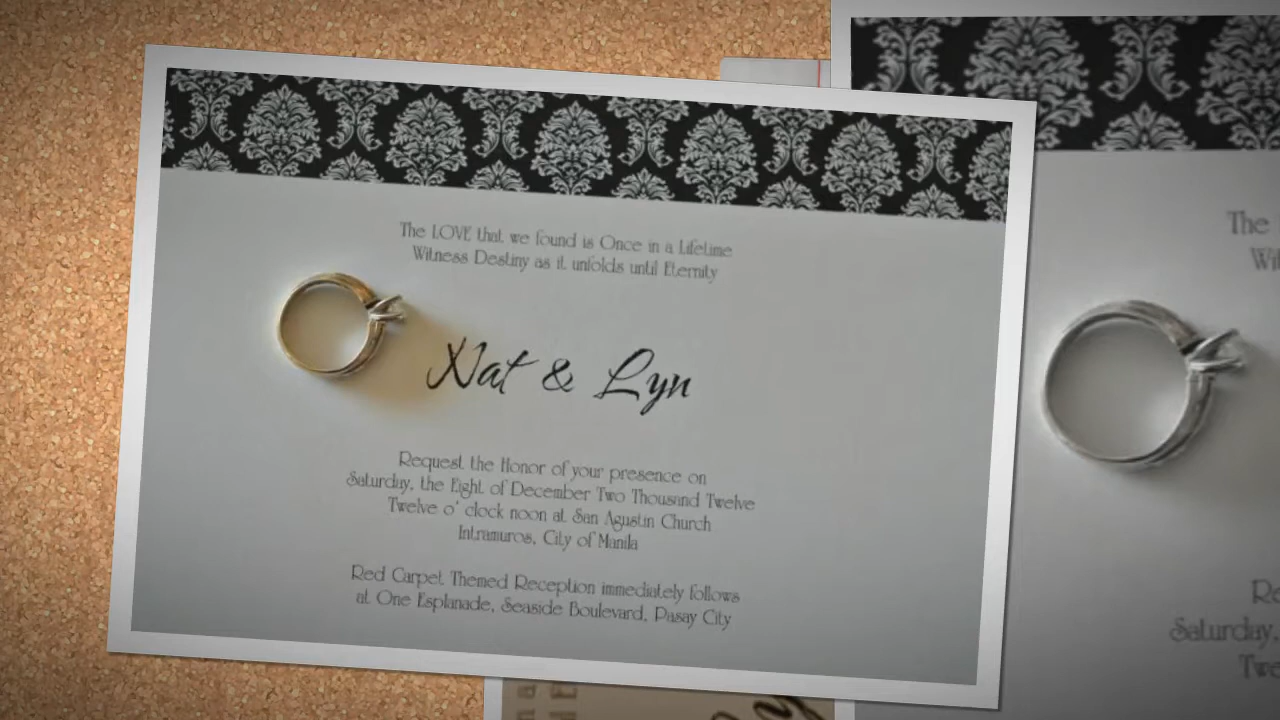 The LOVE that we found is Once in a Lifetime
Witness Destiny as it unfolds until Eternity
Nat & Lyn
Request the Honor of your presence on
Saturday, the Eight of December Two Thousand Twelve
Twelve o' clock noon at San Agustin Church
Intramuros, City of Manila
Red Carpet Themed Reception immediately follows
at One Esplanade, Seaside Boulevard, Pasay City
The
Saturday,